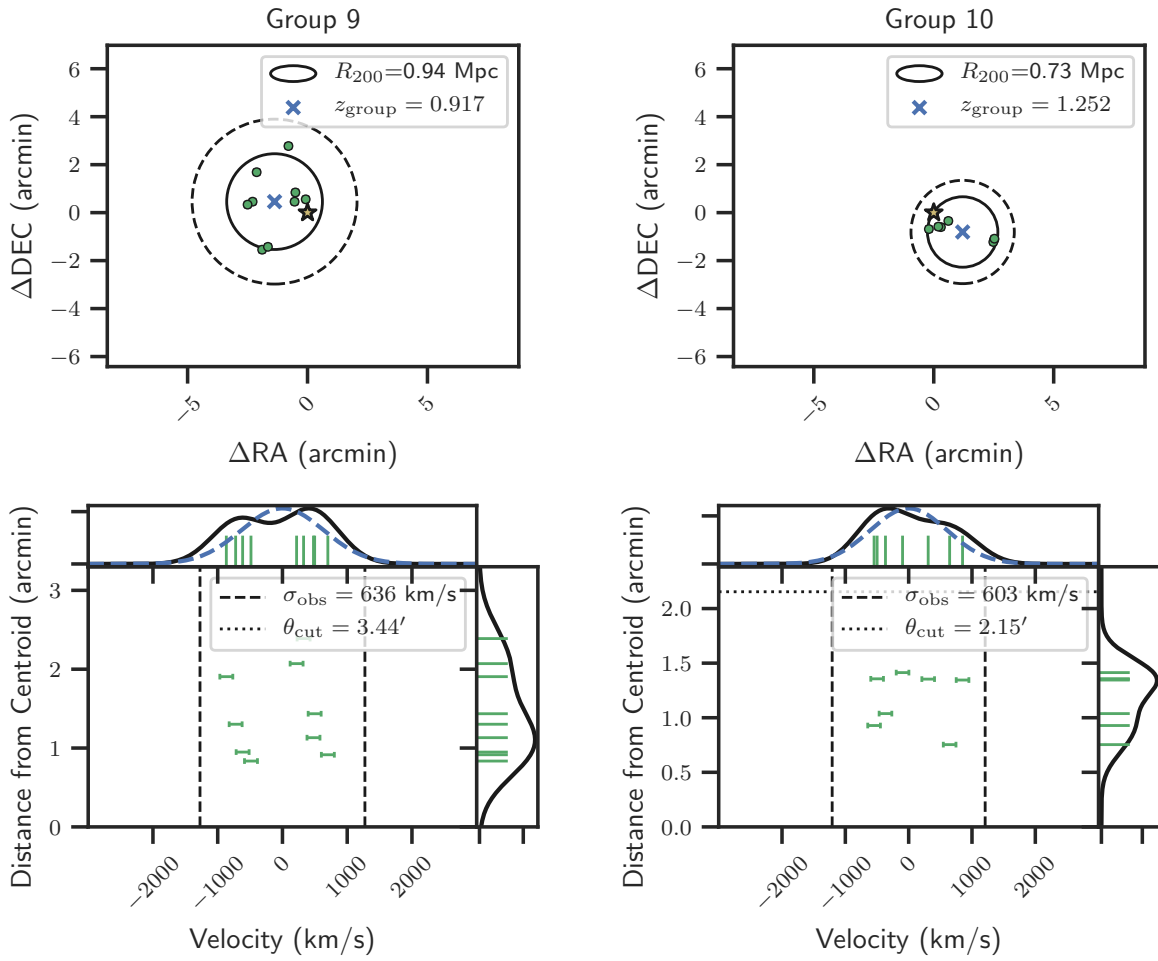 Group 9
6
4
2
0
−2
−4
−6
ΔDEC (arcmin)
R200=0.94 Mpc
zgroup = 0.917
−5
0
5
ΔRA (arcmin)
Group 10
6
4
2
0
−2
−4
−6
ΔDEC (arcmin)
R200=0.73 Mpc
zgroup = 1.252
−5
0
5
ΔRA (arcmin)
3
2
1
0
Distance from Centroid (arcmin)
σobs = 636 km/s
θcut = 3.44′
−2000
−1000
0
1000
2000
Velocity (km/s)
2.0
1.5
1.0
0.5
0.0
Distance from Centroid (arcmin)
σobs = 603 km/s
θcut = 2.15′
−2000
−1000
0
1000
2000
Velocity (km/s)